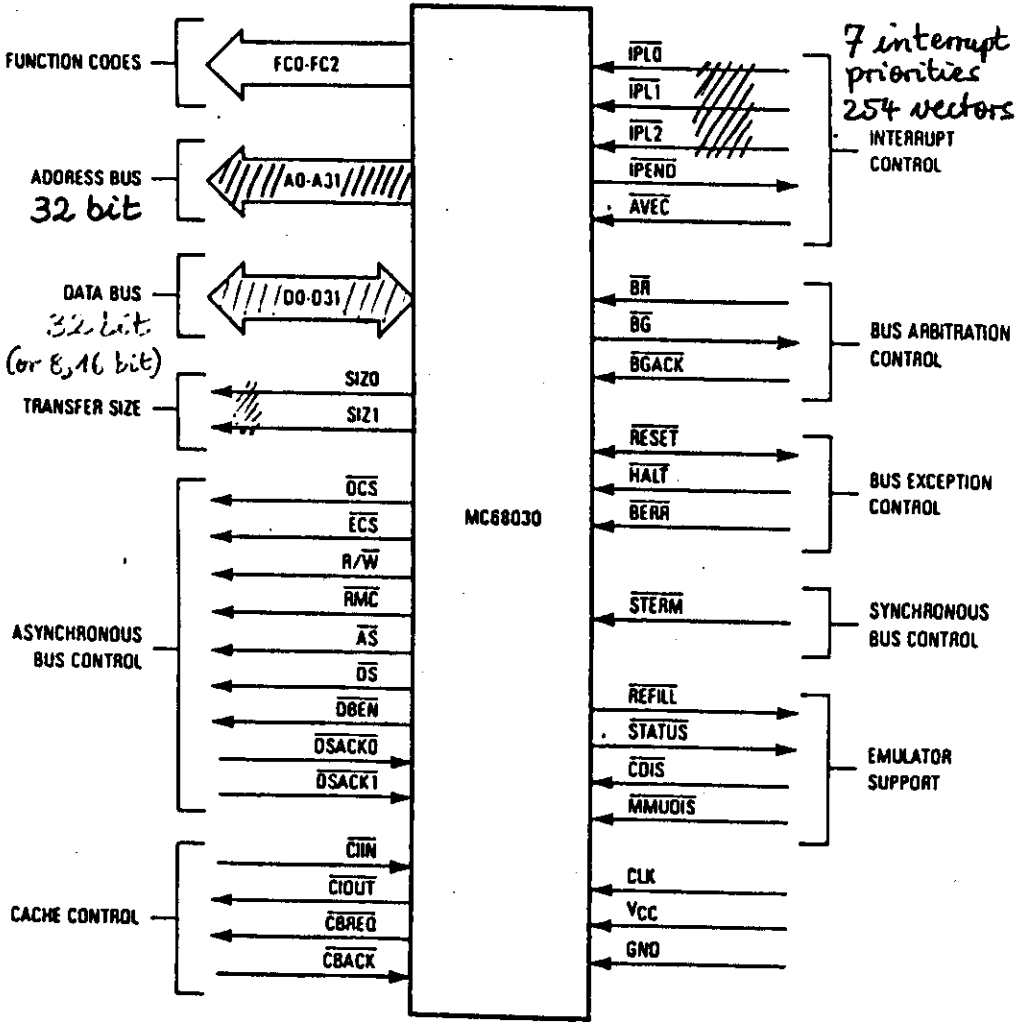 FUNCTION CODES
FC0-FC2
ADDRESS BUS
32 bit
A0-A31
DATA BUS
32 bit
(or 8,16 bit)
D0-D31
TRANSFER SIZE
SIZ0
SIZ1
ASYNCHRONOUS
BUS CONTROL
OCS
ECS
R/W
RMC
AS
DS
DBEN
DSACK0
DSACK1
CACHE CONTROL
CIIN
CIOUT
CBREQ
CBACK
MC68030
IPL0
IPL1
IPL2
IPEND
AVEC
7 interrupt
priorities
254 vectors
INTERRUPT
CONTROL
BR
BG
BGACK
BUS ARBITRATION
CONTROL
RESET
HALT
BERR
BUS EXCEPTION
CONTROL
STERM
SYNCHRONOUS
BUS CONTROL
REFILL
STATUS
CDIS
MMUDIS
EMULATOR
SUPPORT
CLK
VCC
GND